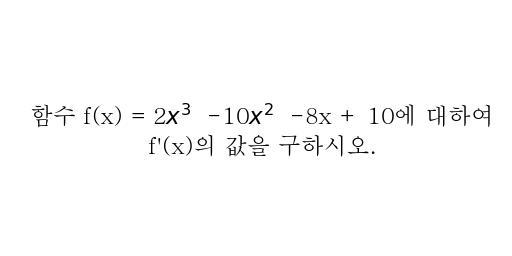 함수 f(x) = 2x³ -10x² -8x + 10에 대하여
f'(x)의 값을 구하시오.